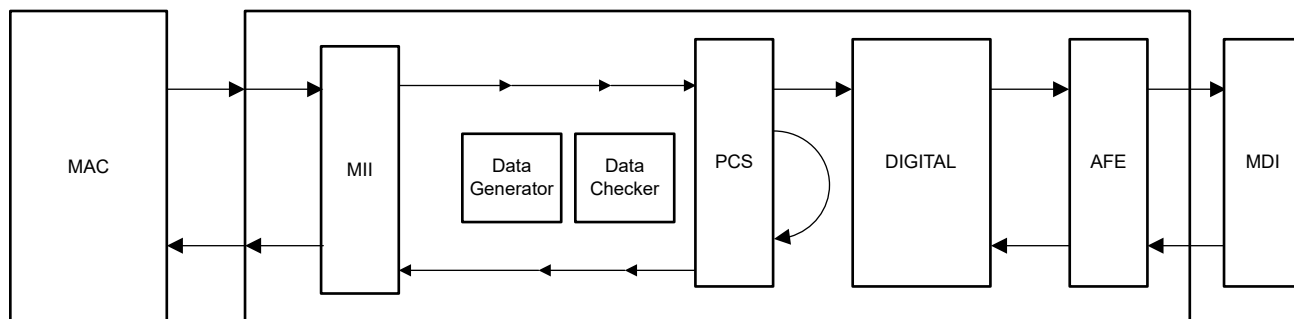 MAC
MII
Data
Generator
Data
Checker
PCS
DIGITAL
AFE
MDI